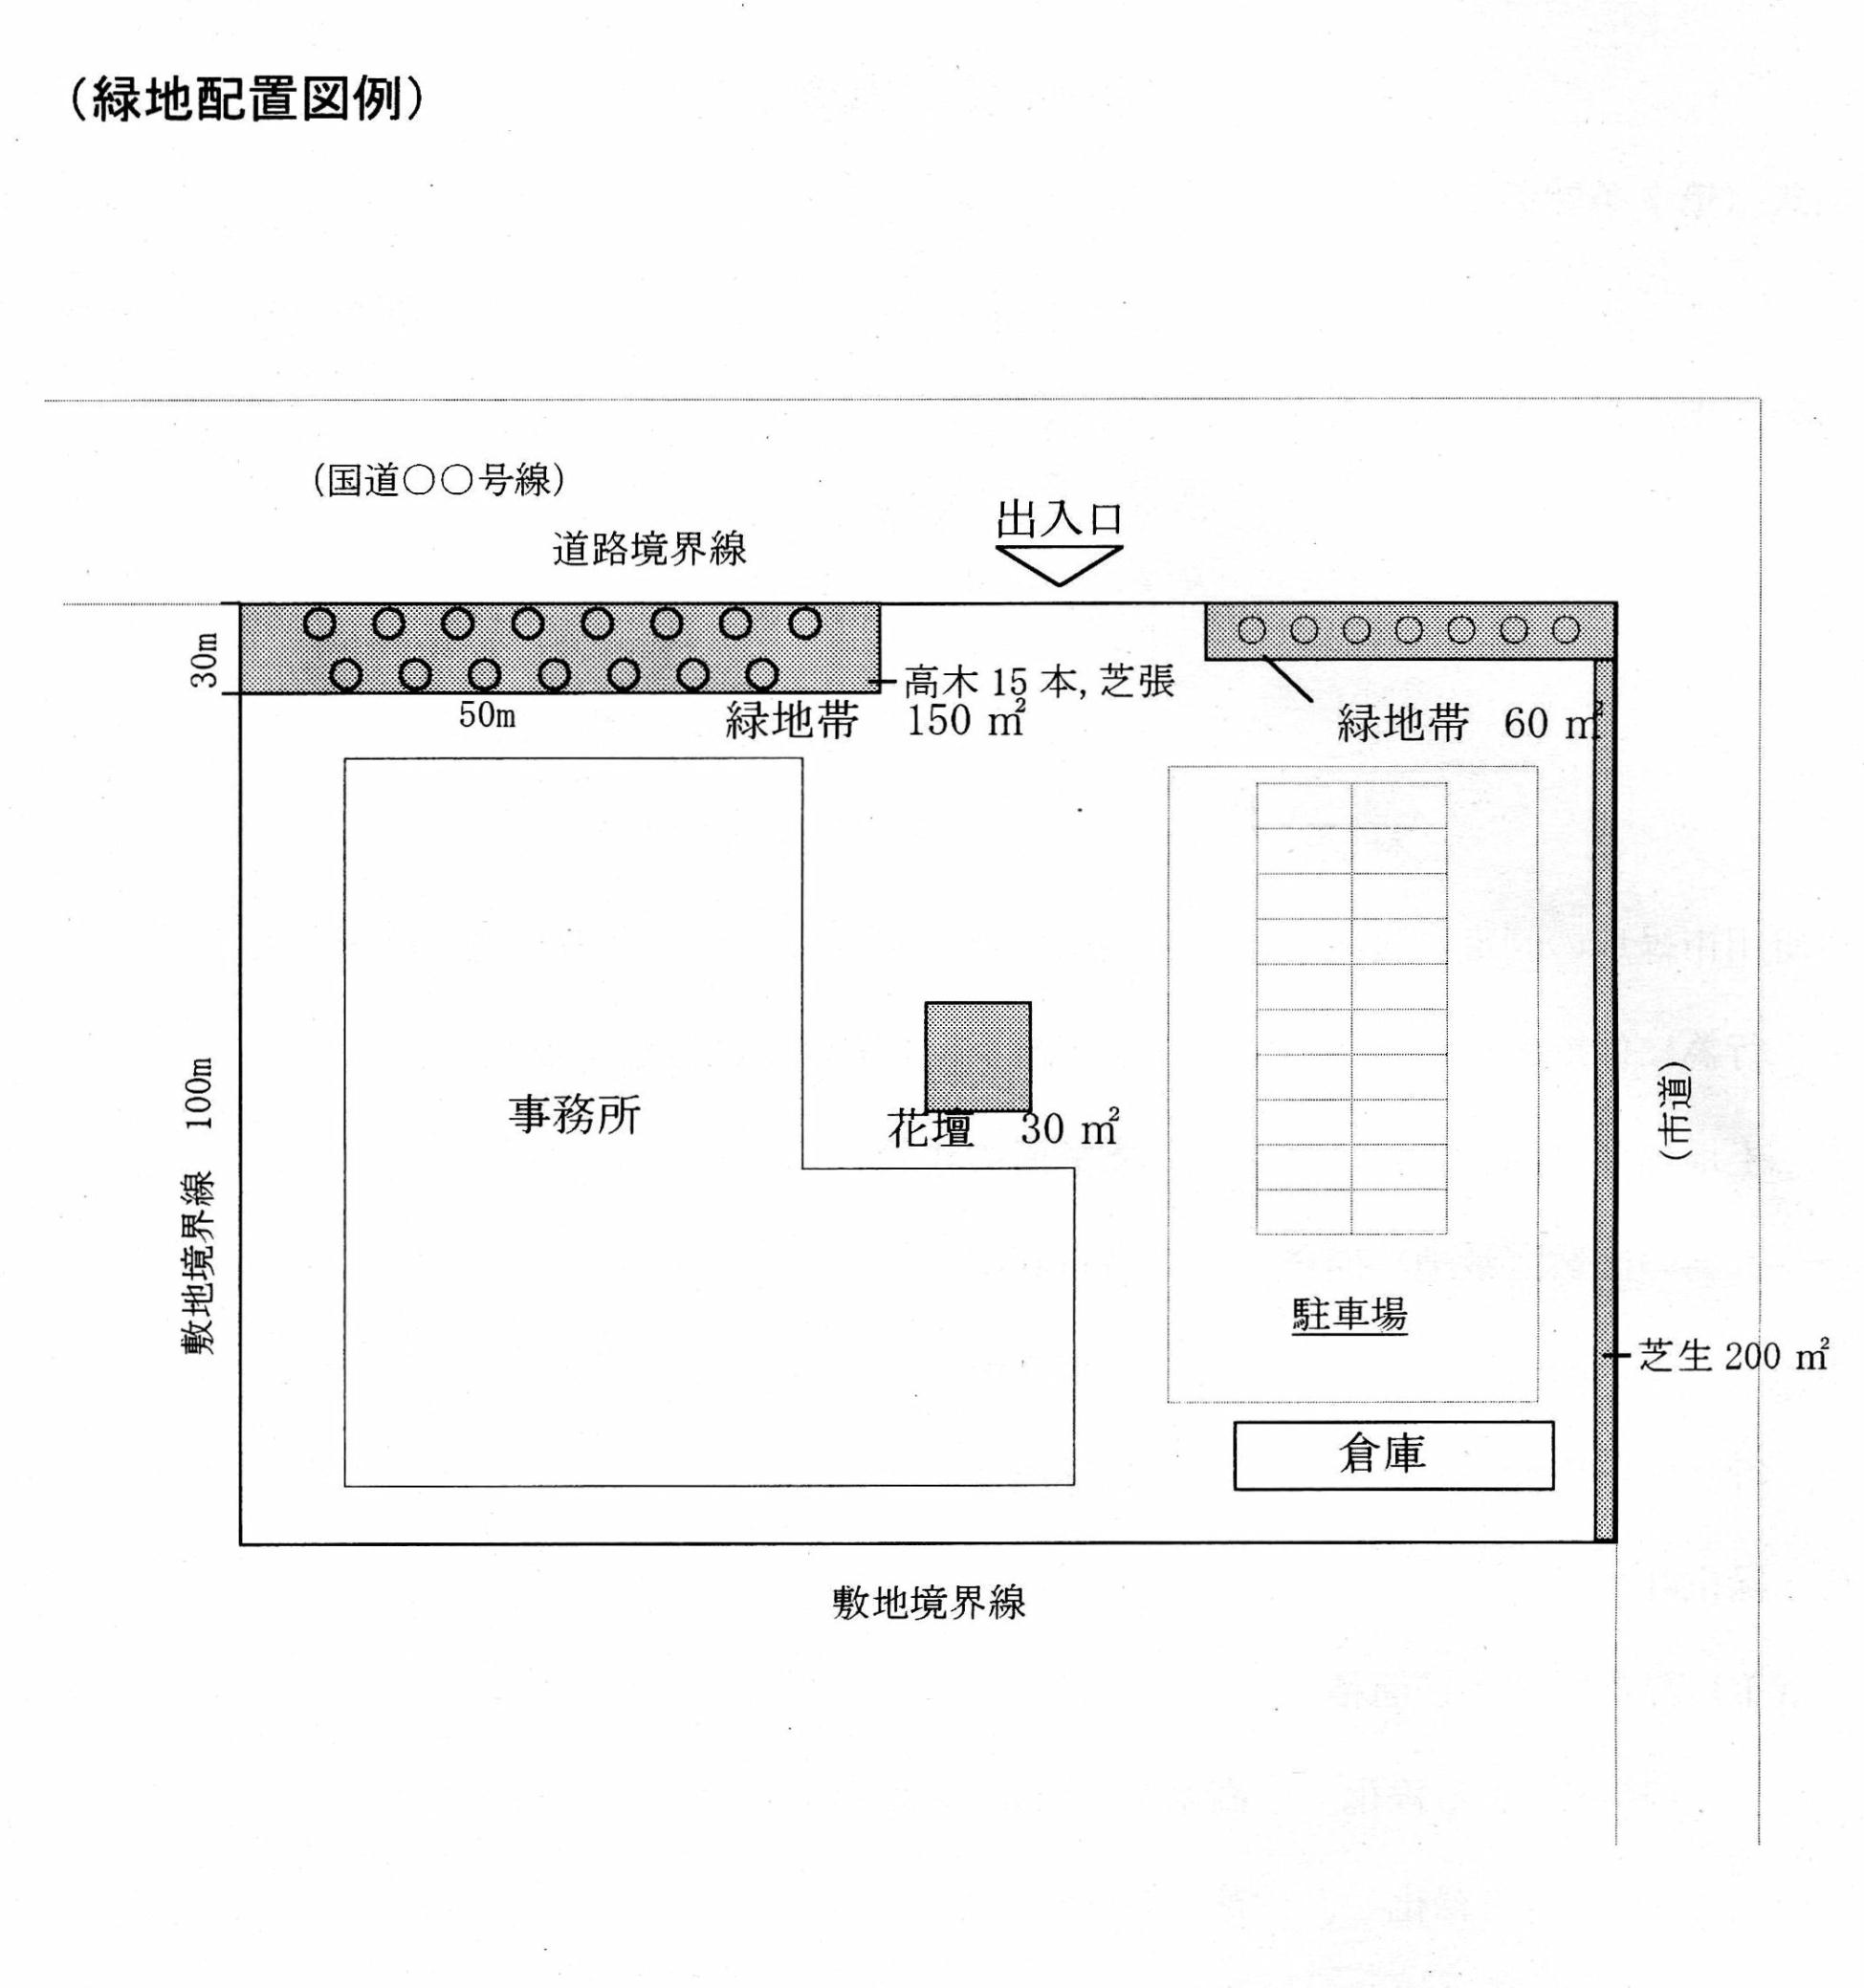 （緑地配置図例）
（国道○○号線）
出入口
道路境界線
30m
高木 15 本, 芝張
50m
緑地帯　150 ㎡
緑地帯　60 ㎡
事務所
花壇　30 ㎡
敷地境界線　100m
（市道）
駐車場
芝生 200 ㎡
倉庫
敷地境界線